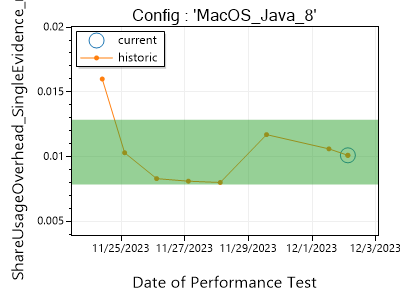 Config : 'MacOS_Java_8'
current
historic
0.02
0.015
0.01
0.005
ShareUsageOverhead_SingleEvidence_
11/25/2023
11/27/2023
11/29/2023
12/1/2023
12/3/2023
Date of Performance Test